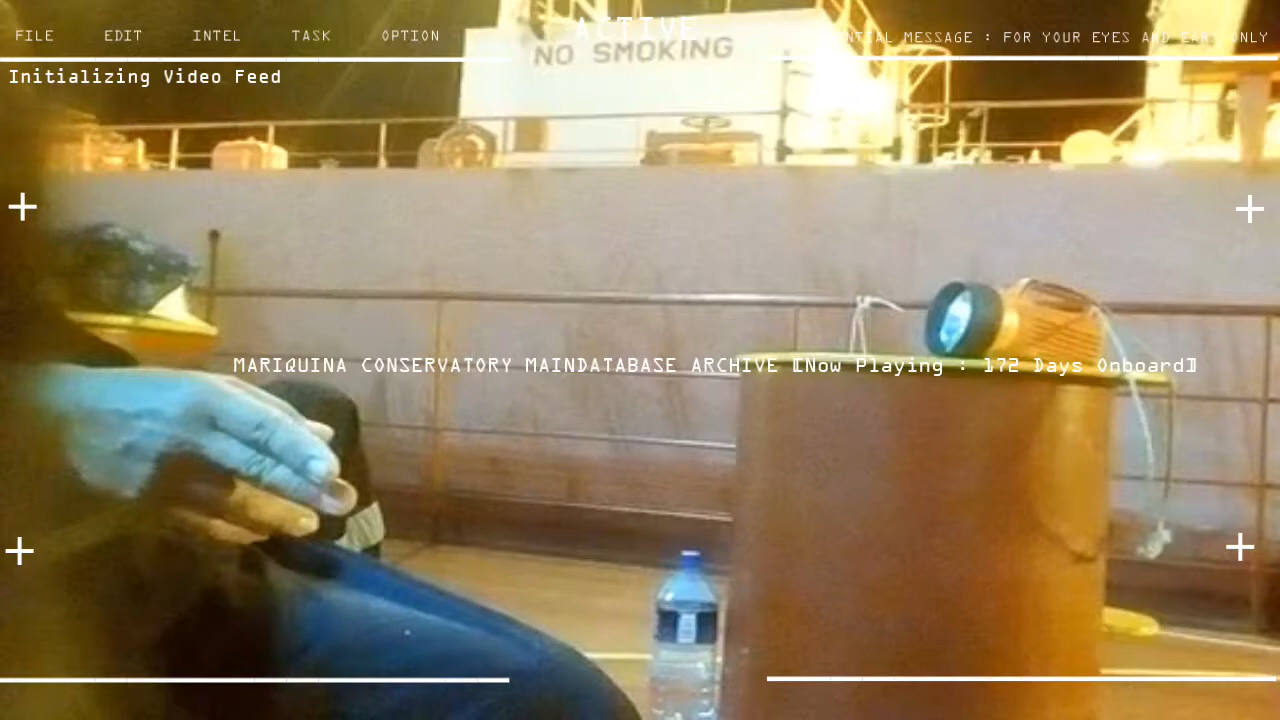 FILE EDIT INTEL TASK OPTION
ACTIVE
MESSAGE : FOR YOUR EYES AND EARS ONLY
Initializing Video Feed
NO SMOKING
MARIQUINA CONSERVATORY MAINDATABASE ARCHIVE [Now Playing : 172 Days Onboard]